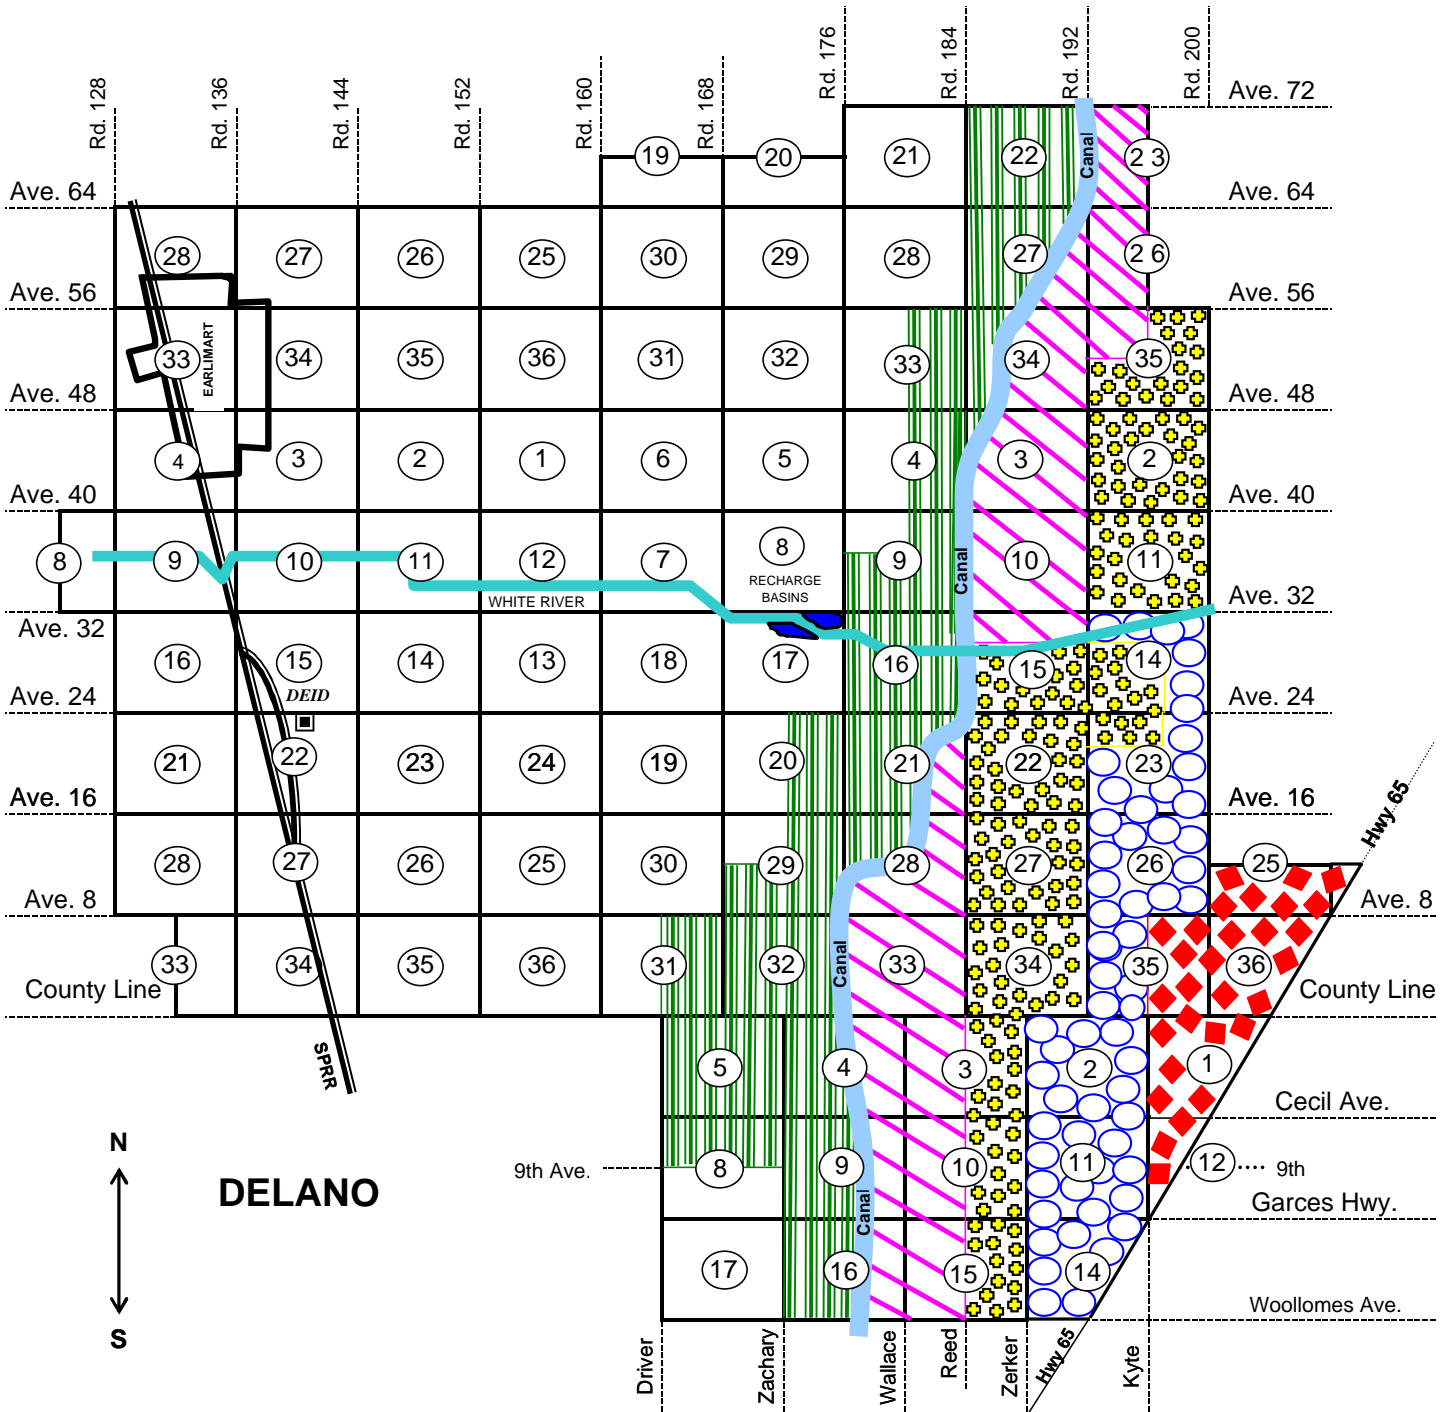 Rd. 128
Rd. 136
Rd. 144
Rd. 152
Rd. 160
Rd. 168
Rd. 176
Rd. 184
Rd. 192
Rd. 200
Ave. 72
19
20
21
22
Canal
2 3
Ave. 64
Ave. 64
28
27
26
25
30
29
28
27
2 6
Ave. 56
Ave. 56
33
EARLIMART
34
35
36
31
32
33
34
35
Ave. 48
Ave. 48
4
3
2
1
6
5
4
3
2
Ave. 40
Ave. 40
8
9
10
11
12
7
8
RECHARGE
BASINS
9
Canal
10
11
WHITE RIVER
Ave. 32
Ave. 32
16
15
14
13
18
17
16
15
14
DEID
Ave. 24
Ave. 24
21
22
23
24
19
20
21
22
23
Ave. 16
Ave. 16
Hwy 65
28
27
26
25
30
29
28
27
26
25
Ave. 8
Ave. 8
33
34
35
36
31
32
Canal
33
34
35
36
County Line
County Line
SPRR
5
4
3
2
1
Cecil Ave.
N
9th Ave.
8
9
10
11
12
9th
DELANO
Canal
Garces Hwy.
17
16
15
14
S
Woollomes Ave.
Driver
Zachary
Wallace
Reed
Zerker
Hwy 65
Kyte